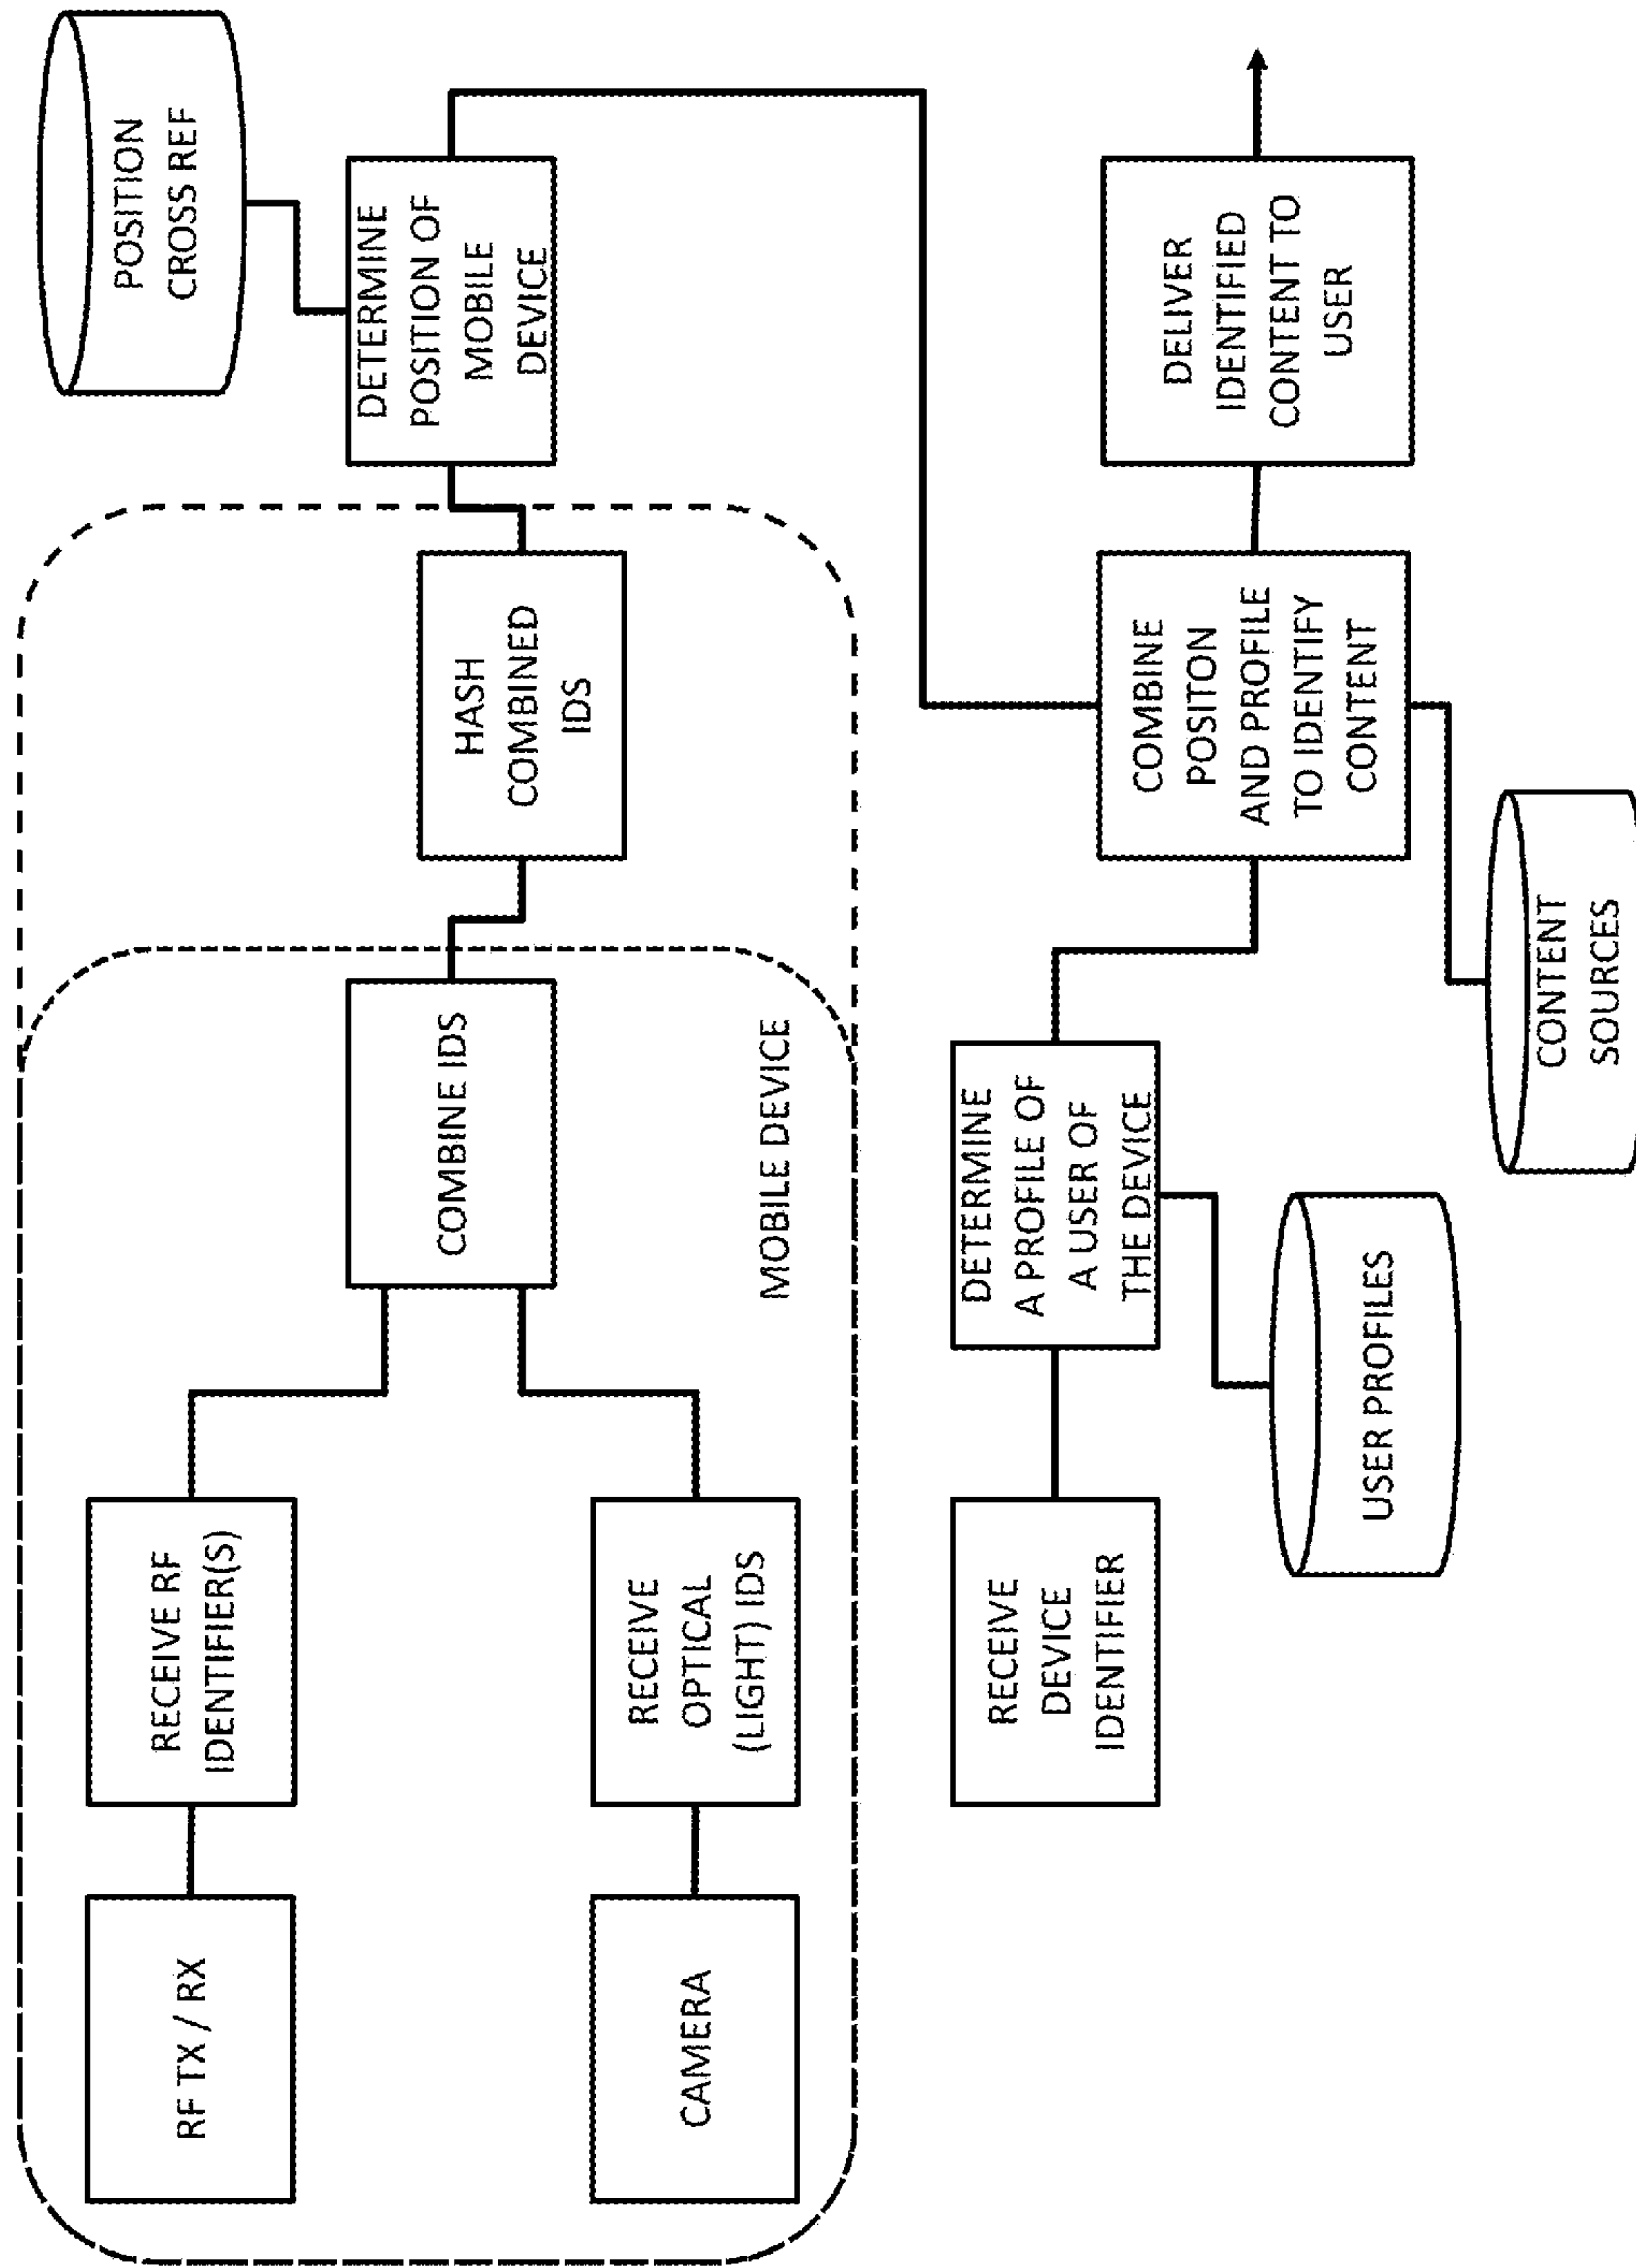 RF TX / RX
RECEIVE RF
IDENTIFIER(S)
CAMERA
RECEIVE
OPTICAL
(LIGHT) IDS
COMBINE IDS
MOBILE DEVICE
HASH
COMBINED
IDS
DETERMINE
POSITION OF
MOBILE
DEVICE
POSITION
CROSS REF
RECEIVE
DEVICE
IDENTIFIER
DETERMINE
A PROFILE OF
A USER OF
THE DEVICE
USER PROFILES
COMBINE
POSITON
AND PROFILE
TO IDENTIFY
CONTENT
CONTENT
SOURCES
DELIVER
IDENTIFIED
CONTENT TO
USER